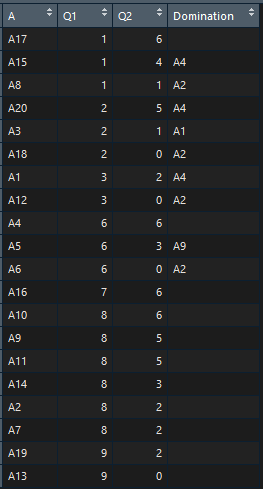 A Q1 Q2 Domination
A17 1 6
A15 1 4 A4
A8 1 1 A2
A20 2 5 A4
A3 2 1 A1
A18 2 0 A2
A1 3 2 A4
A12 3 0 A2
A4 6 6
A5 6 3 A9
A6 6 0 A2
A16 7 6
A10 8 6
A9 8 5
A11 8 5
A14 8 3
A2 8 2
A7 8 2
A19 9 2
A13 9 0